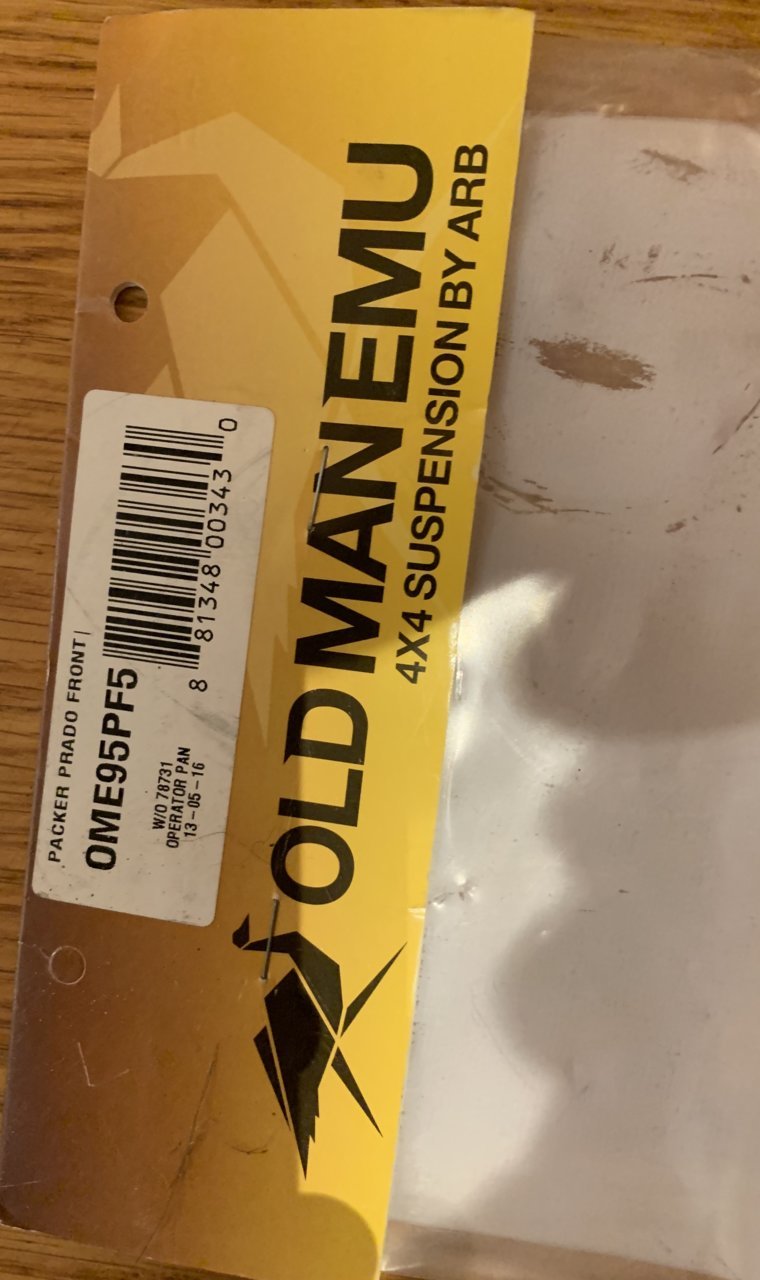 PACKER PRADO FRONT
OME95PF5
8 81348 00343 0
W/O 78731
OPERATOR PAN
13-05-16
OLD MAN EMU
4X4 SUSPENSION BY ARB